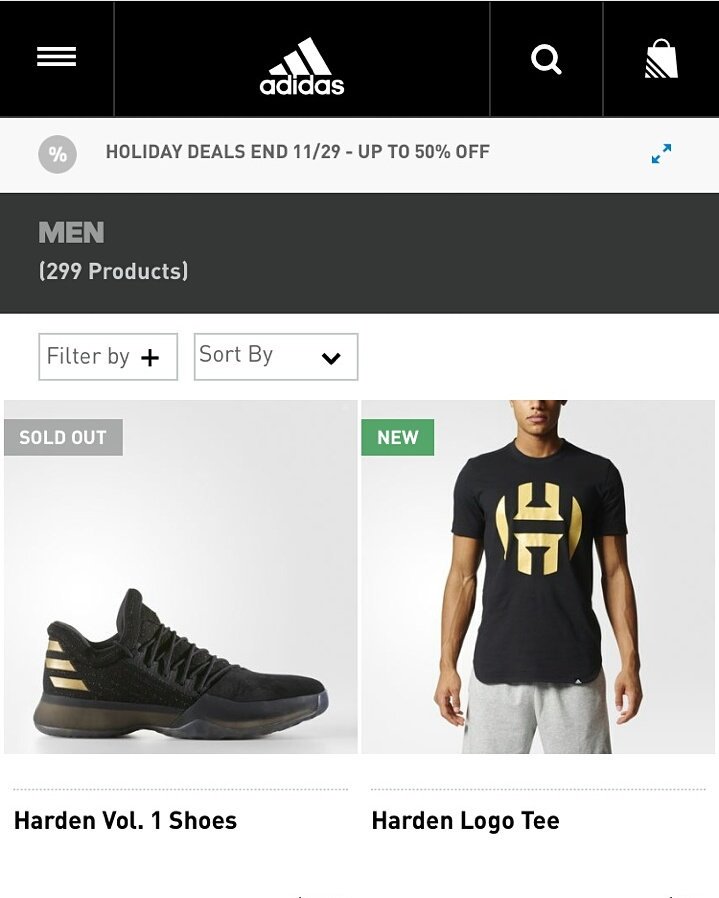 adidas
%
HOLIDAY DEALS END 11/29 - UP TO 50% OFF
MEN
(299 Products)
Filter by +
Sort By
SOLD OUT
NEW
Harden Vol. 1 Shoes
Harden Logo Tee